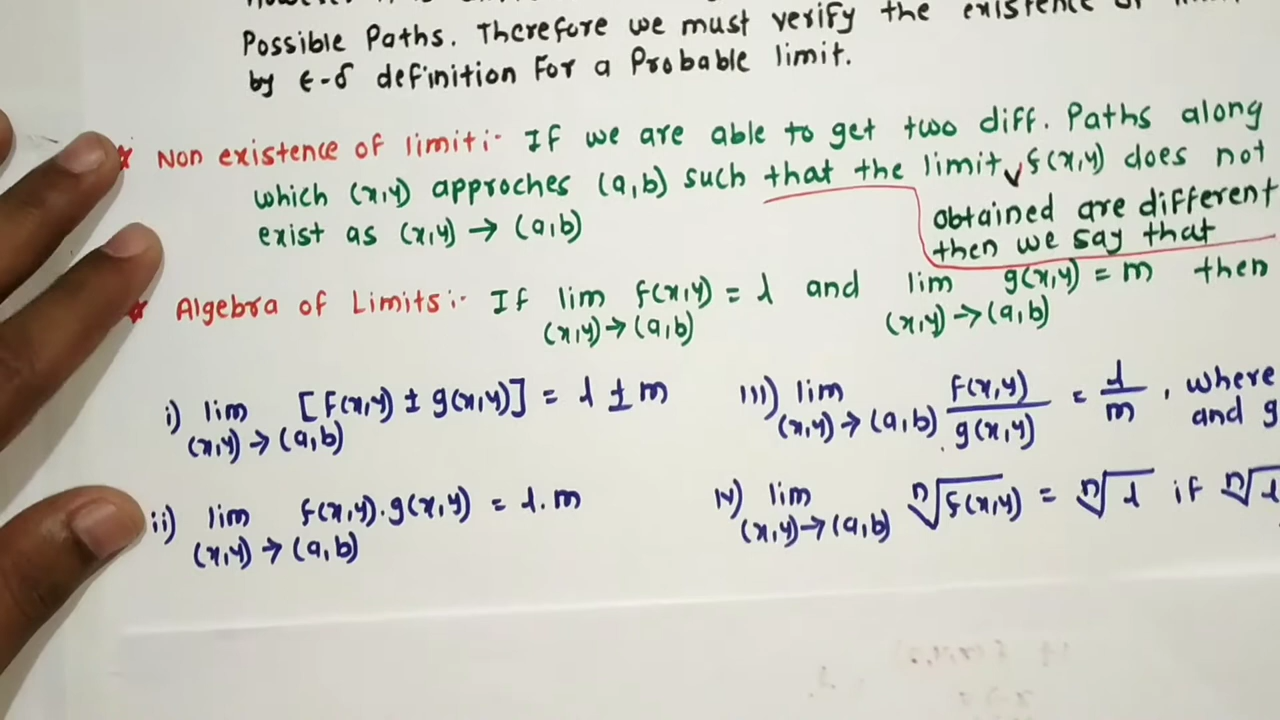 Possible Paths. Therefore we must verify the existence of
by ϵ-δ definition For a Probable limit.
* Non existence of limit:- If we are able to get two diff. Paths along
which (x,y) approches (a,b) such that the limit ✓ f(x,y) does not
obtained are different
then we say that
exist as (x,y) → (a,b)
* Algebra of Limits:- If lim f(x,y) = l and lim g(x,y) = m then
(x,y)→(a,b) (x,y)→(a,b)
i) lim [f(x,y) ± g(x,y)] = l ± m
(x,y)→(a,b)
iii) lim f(x,y)/g(x,y) = l/m, where
(x,y)→(a,b) and g
ii) lim f(x,y).g(x,y) = l.m
(x,y)→(a,b)
iv) lim ⁿ√f(x,y) = ⁿ√l if ⁿ√l
(x,y)→(a,b)